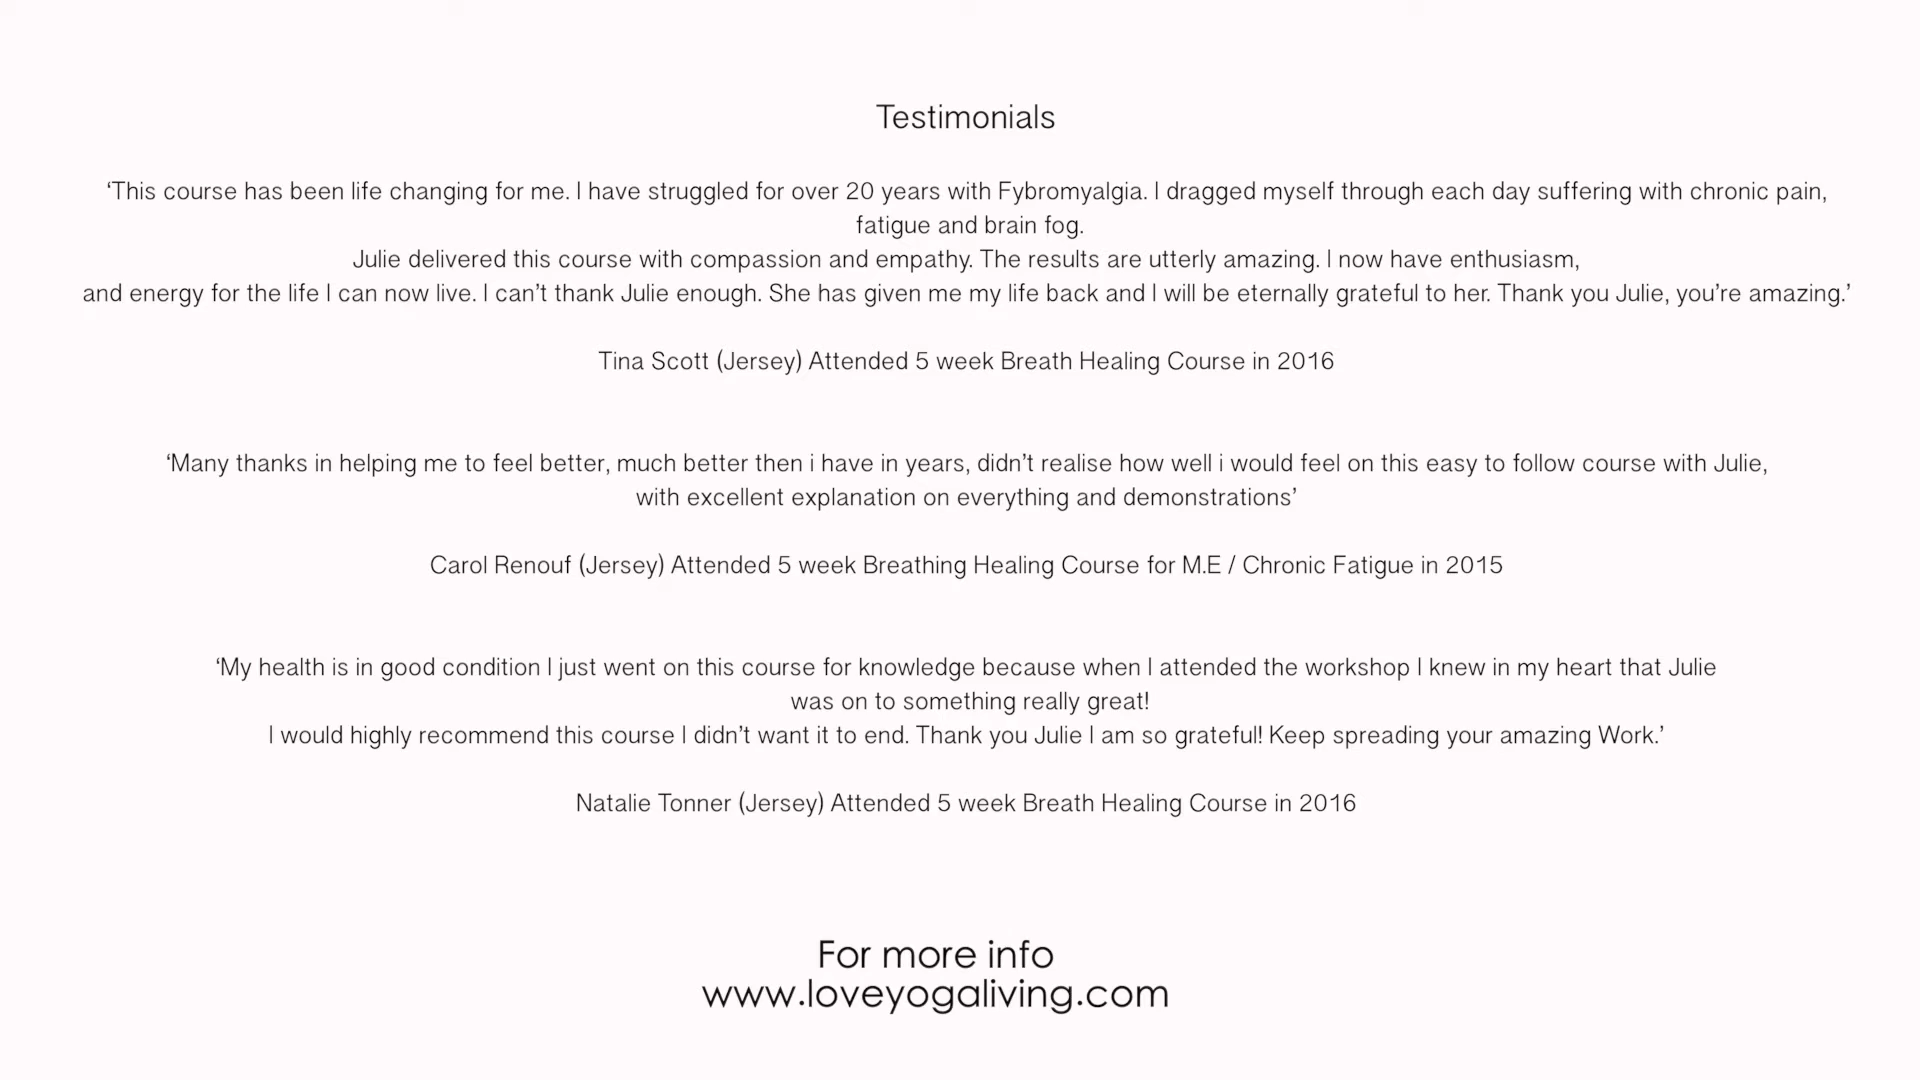 Testimonials
‘This course has been life changing for me. I have struggled for over 20 years with Fybromyalgia. I dragged myself through each day suffering with chronic pain,
fatigue and brain fog.
Julie delivered this course with compassion and empathy. The results are utterly amazing. I now have enthusiasm,
and energy for the life I can now live. I can’t thank Julie enough. She has given me my life back and I will be eternally grateful to her. Thank you Julie, you’re amazing.’
Tina Scott (Jersey) Attended 5 week Breath Healing Course in 2016
‘Many thanks in helping me to feel better, much better then i have in years, didn’t realise how well i would feel on this easy to follow course with Julie,
with excellent explanation on everything and demonstrations’
Carol Renouf (Jersey) Attended 5 week Breathing Healing Course for M.E / Chronic Fatigue in 2015
‘My health is in good condition I just went on this course for knowledge because when I attended the workshop I knew in my heart that Julie
was on to something really great!
I would highly recommend this course I didn’t want it to end. Thank you Julie I am so grateful! Keep spreading your amazing Work.’
Natalie Tonner (Jersey) Attended 5 week Breath Healing Course in 2016
For more info
www.loveyogaliving.com